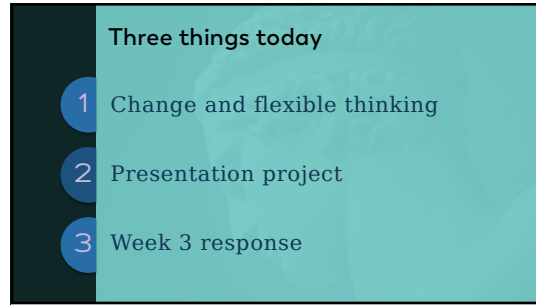 Three things today
1 Change and flexible thinking
2 Presentation project
3 Week 3 response